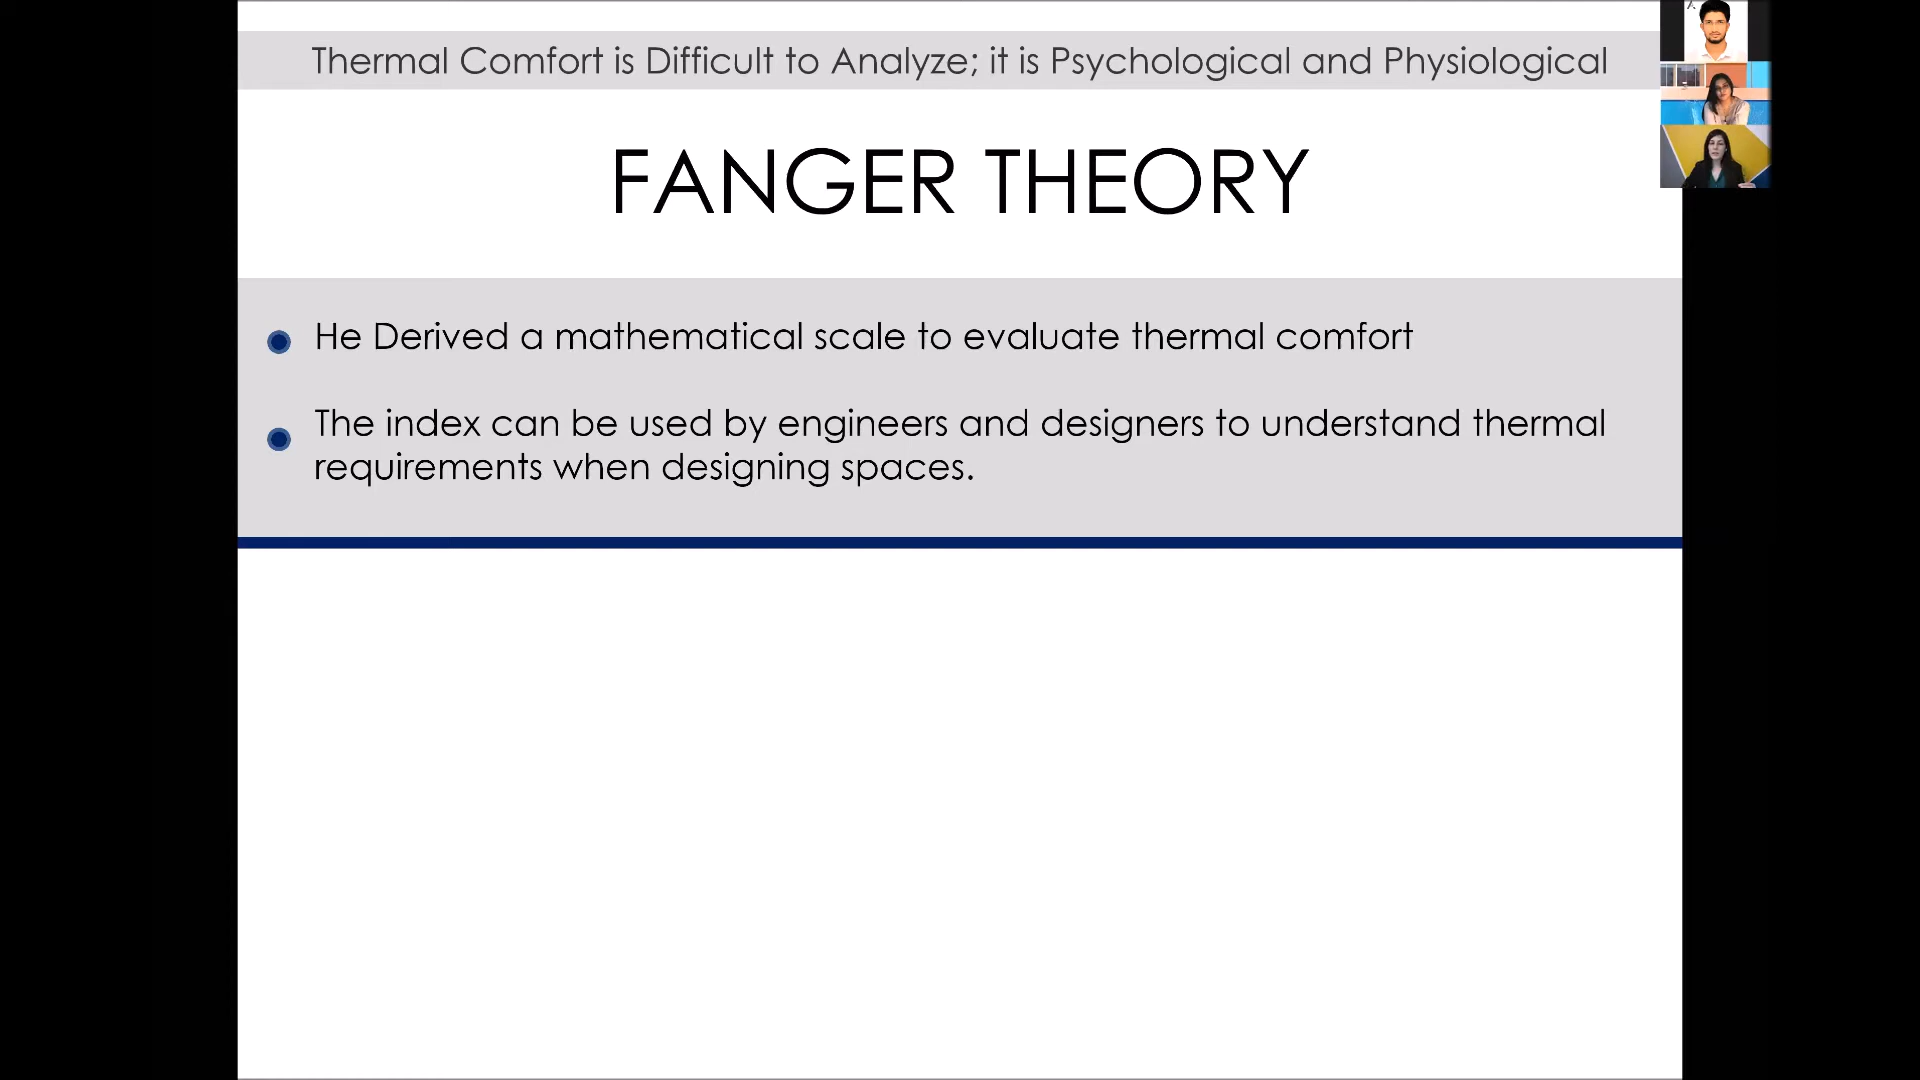 Thermal Comfort is Difficult to Analyze; it is Psychological and Physiological
FANGER THEORY
He Derived a mathematical scale to evaluate thermal comfort
The index can be used by engineers and designers to understand thermal
requirements when designing spaces.